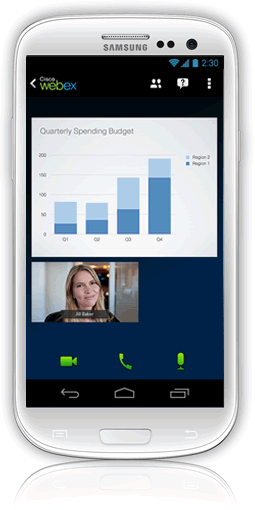 SAMSUNG
2:30
Cisco
webex
Quarterly Spending Budget
200
150
100
50
0
Region 2
Region 1
Q1 Q2 Q3 Q4
Jill Baker